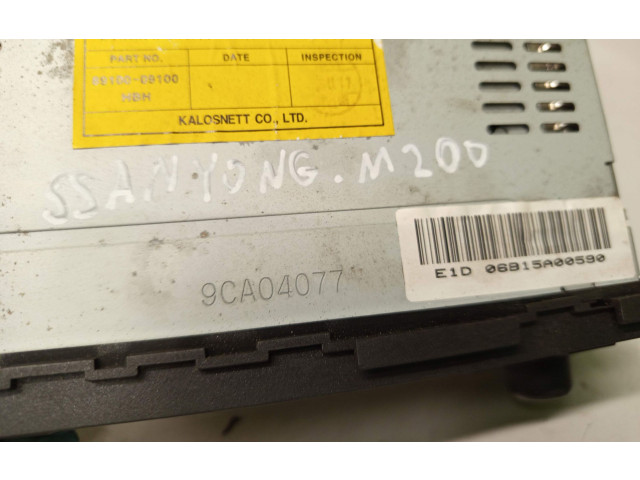 PART NO. DATE INSPECTION
KALOSNETT CO., LTD.
SSANYONG.M200
E1D 06B15A00590
9CA04077